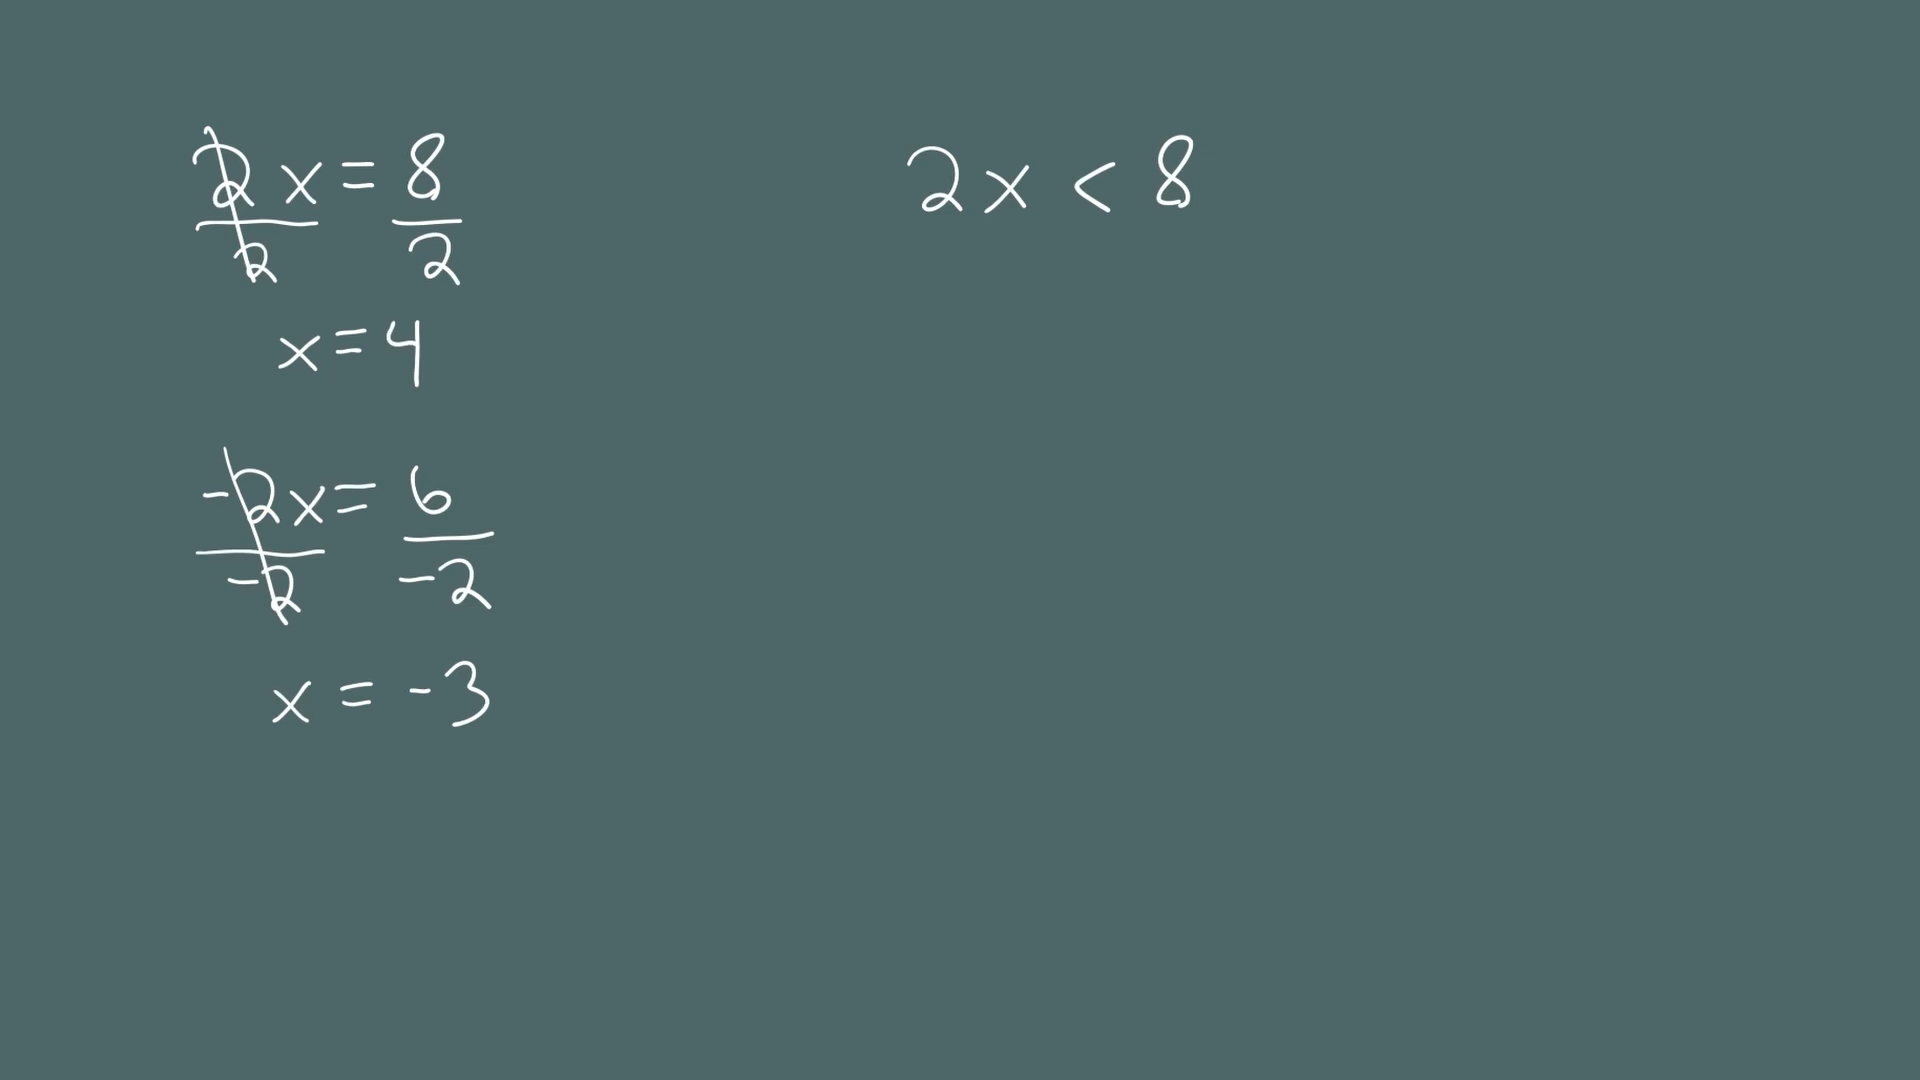 2x = 8
2 2
x = 4
-2x = 6
-2 -2
x = -3
2x < 8